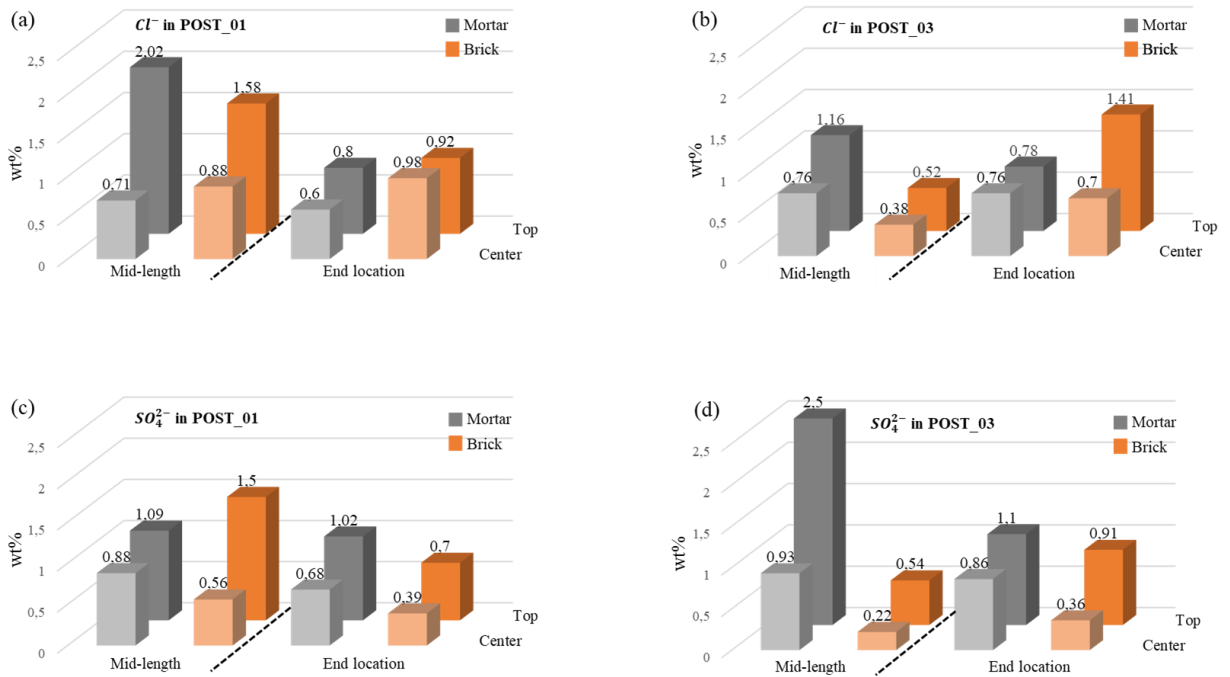 (a)
Cl⁻ in POST_01
Mortar
Brick
wt%
2,5
2
1,5
1
0,5
0
2,02
1,58
0,8
0,92
0,71
0,88
0,6
0,98
Top
Center
Mid-length
End location
(b)
Cl⁻ in POST_03
Mortar
Brick
wt%
2,5
2
1,5
1
0,5
0
1,16
0,52
0,78
1,41
0,76
0,38
0,76
0,7
Top
Center
Mid-length
End location
(c)
SO₄²⁻ in POST_01
Mortar
Brick
wt%
2,5
2
1,5
1
0,5
0
1,09
1,5
1,02
0,7
0,88
0,56
0,68
0,39
Top
Center
Mid-length
End location
(d)
SO₄²⁻ in POST_03
Mortar
Brick
wt%
2,5
2
1,5
1
0,5
0
2,5
0,54
1,1
0,91
0,93
0,22
0,86
0,36
Top
Center
Mid-length
End location